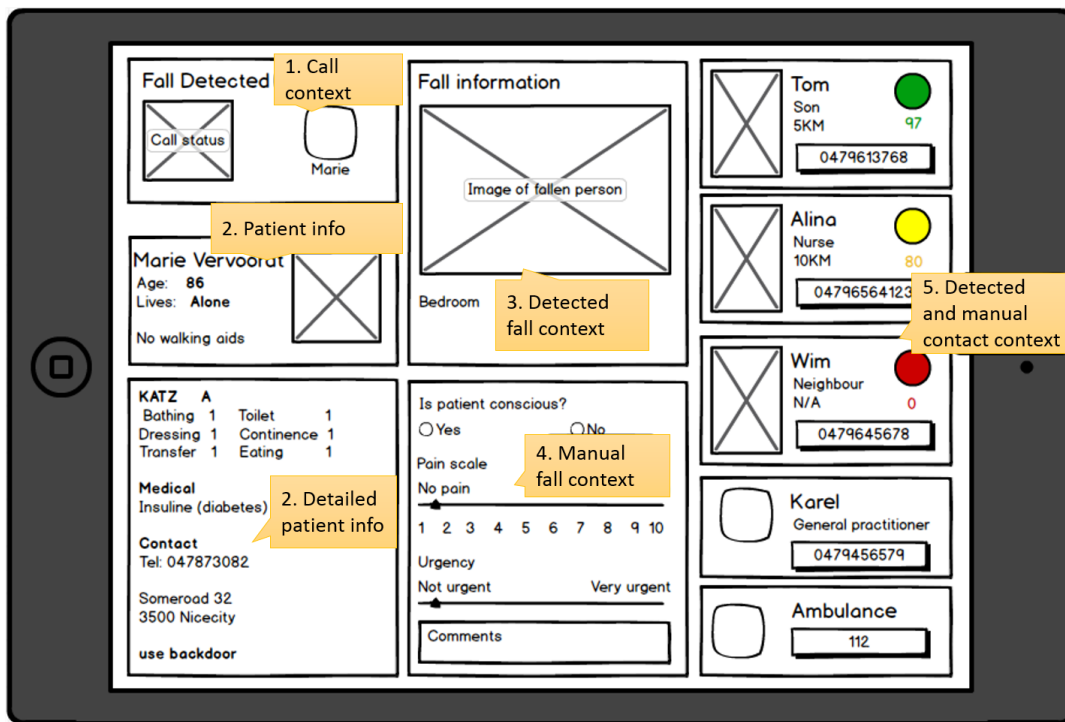 Fall Detected
1. Call
context
Call status
Marie
2. Patient info
Marie Vervoordt
Age: 86
Lives: Alone
No walking aids
KATZ A
Bathing 1 Toilet 1
Dressing 1 Continence 1
Transfer 1 Eating 1
Medical
Insuline (diabetes)
2. Detailed
patient info
Contact
Tel: 047873082
Someroad 32
3500 Nicecity
use backdoor
Fall information
Image of fallen person
Bedroom
3. Detected
fall context
Is patient conscious?
Yes No
4. Manual
fall context
Pain scale
No pain
1 2 3 4 5 6 7 8 9 10
Urgency
Not urgent Very urgent
Comments
Tom
Son
5KM
97
0479613768
Alina
Nurse
10KM
80
04796564123
5. Detected
and manual
contact context
Wim
Neighbour
N/A
0
0479645678
Karel
General practitioner
0479456579
Ambulance
112